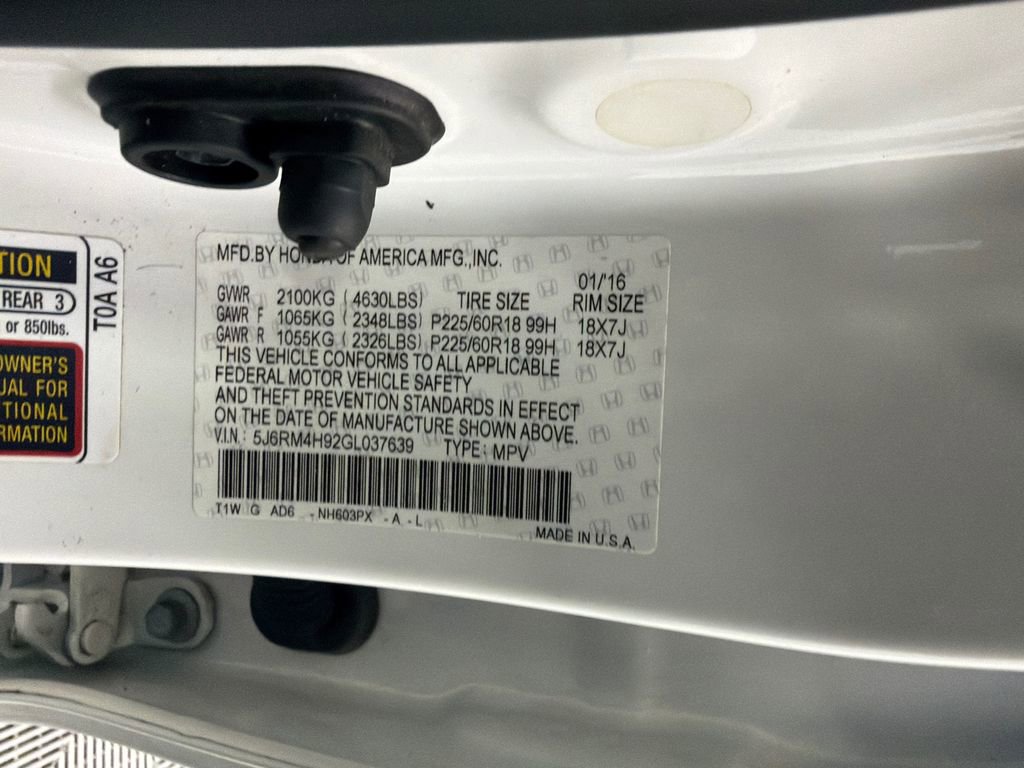 TION
REAR 3
or 850lbs.
OWNER'S
UAL FOR
TIONAL
RMATION
T0A A6
MFD.BY HONDA OF AMERICA MFG.,INC.
01/'16
GVWR 2100KG ( 4630LBS) TIRE SIZE RIM SIZE
GAWR F 1065KG ( 2348LBS) P225/60R18 99H 18X7J
GAWR R 1055KG ( 2326LBS) P225/60R18 99H 18X7J
THIS VEHICLE CONFORMS TO ALL APPLICABLE
FEDERAL MOTOR VEHICLE SAFETY
AND THEFT PREVENTION STANDARDS IN EFFECT
ON THE DATE OF MANUFACTURE SHOWN ABOVE.
V.I.N.: 5J6RM4H92GL037639 TYPE: MPV
T1W G AD6 - NH603PX - A - L
MADE IN U.S.A.